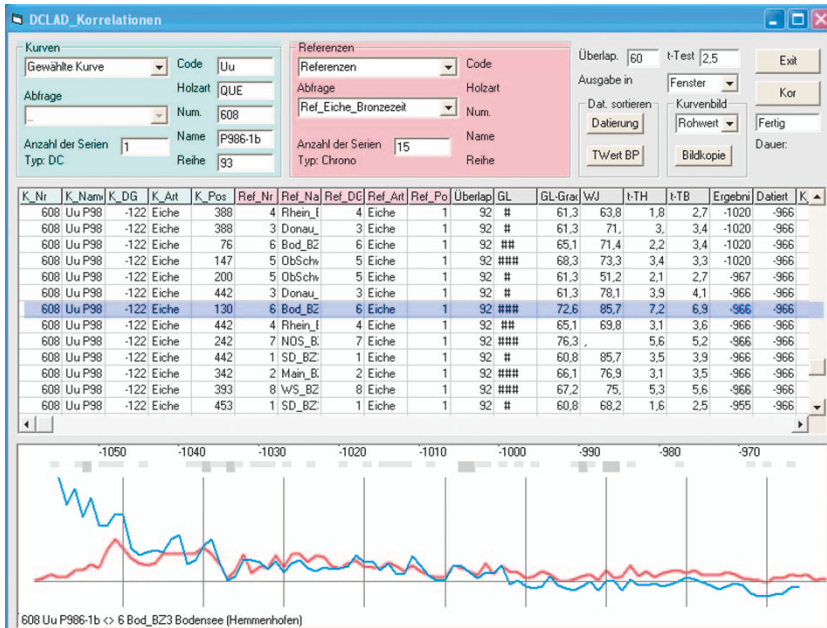 DCLAD_Korrelationen
Kurven
Gewählte Kurve
Code Uu
Holzart QUE
Abfrage
_
Num. 608
Name P986-1b
Anzahl der Serien 1
Typ: DC
Reihe 93
Referenzen
Referenzen
Code
Abfrage
Holzart
Ref_Eiche_Bronzezeit
Num.
Name
Anzahl der Serien 15
Typ: Chrono
Reihe
Überlap. 60 t-Test 2,5
Ausgabe in Fenster
Dat. sortieren
Datierung
TWert BP
Kurvenbild
Rohwert
Bildkopie
Exit
Kor
Fertig
Dauer:
K_Nr K_Nam K_DG K_Art K_Pos Ref_Nr Ref_Na Ref_DG Ref_Art Ref_Po Überlap GL GL-Grad WJ t-TH t-TB Ergebni Datiert K
608 Uu P98 -122 Eiche 388 4 Rhein_E 4 Eiche 1 92 # 61,3 63,8 1,8 2,7 -1020 -966
608 Uu P98 -122 Eiche 388 3 Donau_ 3 Eiche 1 92 # 61,3 71, 3, 3,4 -1020 -966
608 Uu P98 -122 Eiche 76 6 Bod_BZ 6 Eiche 1 92 ## 65,1 71,4 2,2 3,4 -1020 -966
608 Uu P98 -122 Eiche 147 5 ObSchw 5 Eiche 1 92 ### 68,3 73,3 3,4 3,3 -1020 -966
608 Uu P98 -122 Eiche 200 5 ObSchw 5 Eiche 1 92 # 61,3 51,2 2,1 2,7 -967 -966
608 Uu P98 -122 Eiche 442 3 Donau_ 3 Eiche 1 92 # 61,3 78,1 3,9 4,1 -966 -966
608 Uu P98 -122 Eiche 130 6 Bod_BZ 6 Eiche 1 92 ### 72,6 85,7 7,2 6,9 -966 -966
608 Uu P98 -122 Eiche 442 4 Rhein_E 4 Eiche 1 92 ## 65,1 69,8 3,1 3,6 -966 -966
608 Uu P98 -122 Eiche 242 7 NOS_B 7 Eiche 1 92 ### 76,3 , 5,6 5,2 -966 -966
608 Uu P98 -122 Eiche 442 1 SD_BZ 1 Eiche 1 92 # 60,8 85,7 3,5 3,9 -966 -966
608 Uu P98 -122 Eiche 342 2 Main_B 2 Eiche 1 92 ### 66,1 76,9 3,1 3,5 -966 -966
608 Uu P98 -122 Eiche 393 8 WS_BZ 8 Eiche 1 92 ### 67,2 75, 5,3 5,6 -966 -966
608 Uu P98 -122 Eiche 453 1 SD_BZ 1 Eiche 1 92 # 60,8 68,2 1,6 2,5 -955 -966
-1050 -1040 -1030 -1020 -1010 -1000 -990 -980 -970
608 Uu P986-1b <> 6 Bod_BZ3 Bodensee (Hemmenhofen)